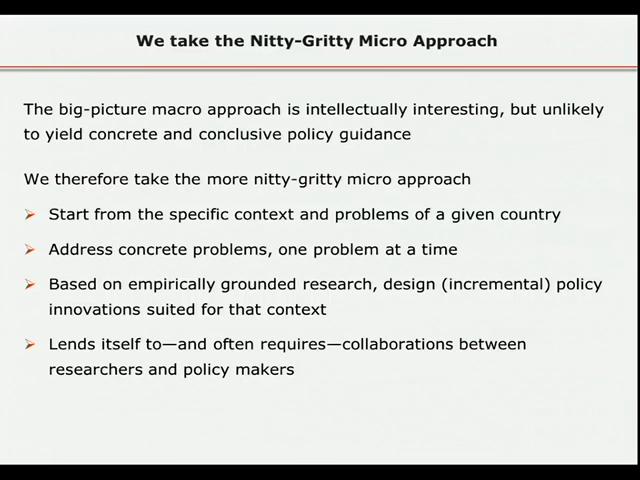 We take the Nitty-Gritty Micro Approach
The big-picture macro approach is intellectually interesting, but unlikely
to yield concrete and conclusive policy guidance
We therefore take the more nitty-gritty micro approach
Start from the specific context and problems of a given country
Address concrete problems, one problem at a time
Based on empirically grounded research, design (incremental) policy
innovations suited for that context
Lends itself to—and often requires—collaborations between
researchers and policy makers